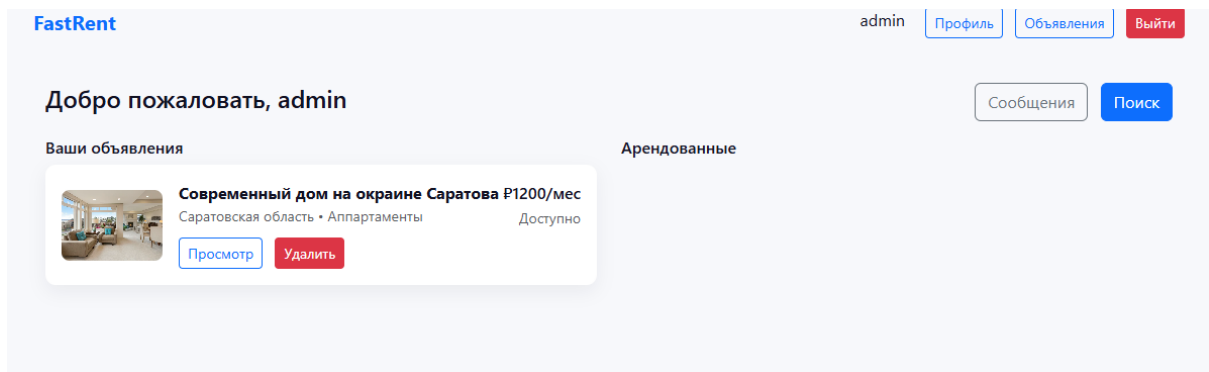 FastRent admin Профиль Объявления Выйти
Добро пожаловать, admin Сообщения Поиск
Ваши объявления Арендованные
Современный дом на окраине Саратова ₽1200/мес
Саратовская область • Аппартаменты Доступно
Просмотр Удалить